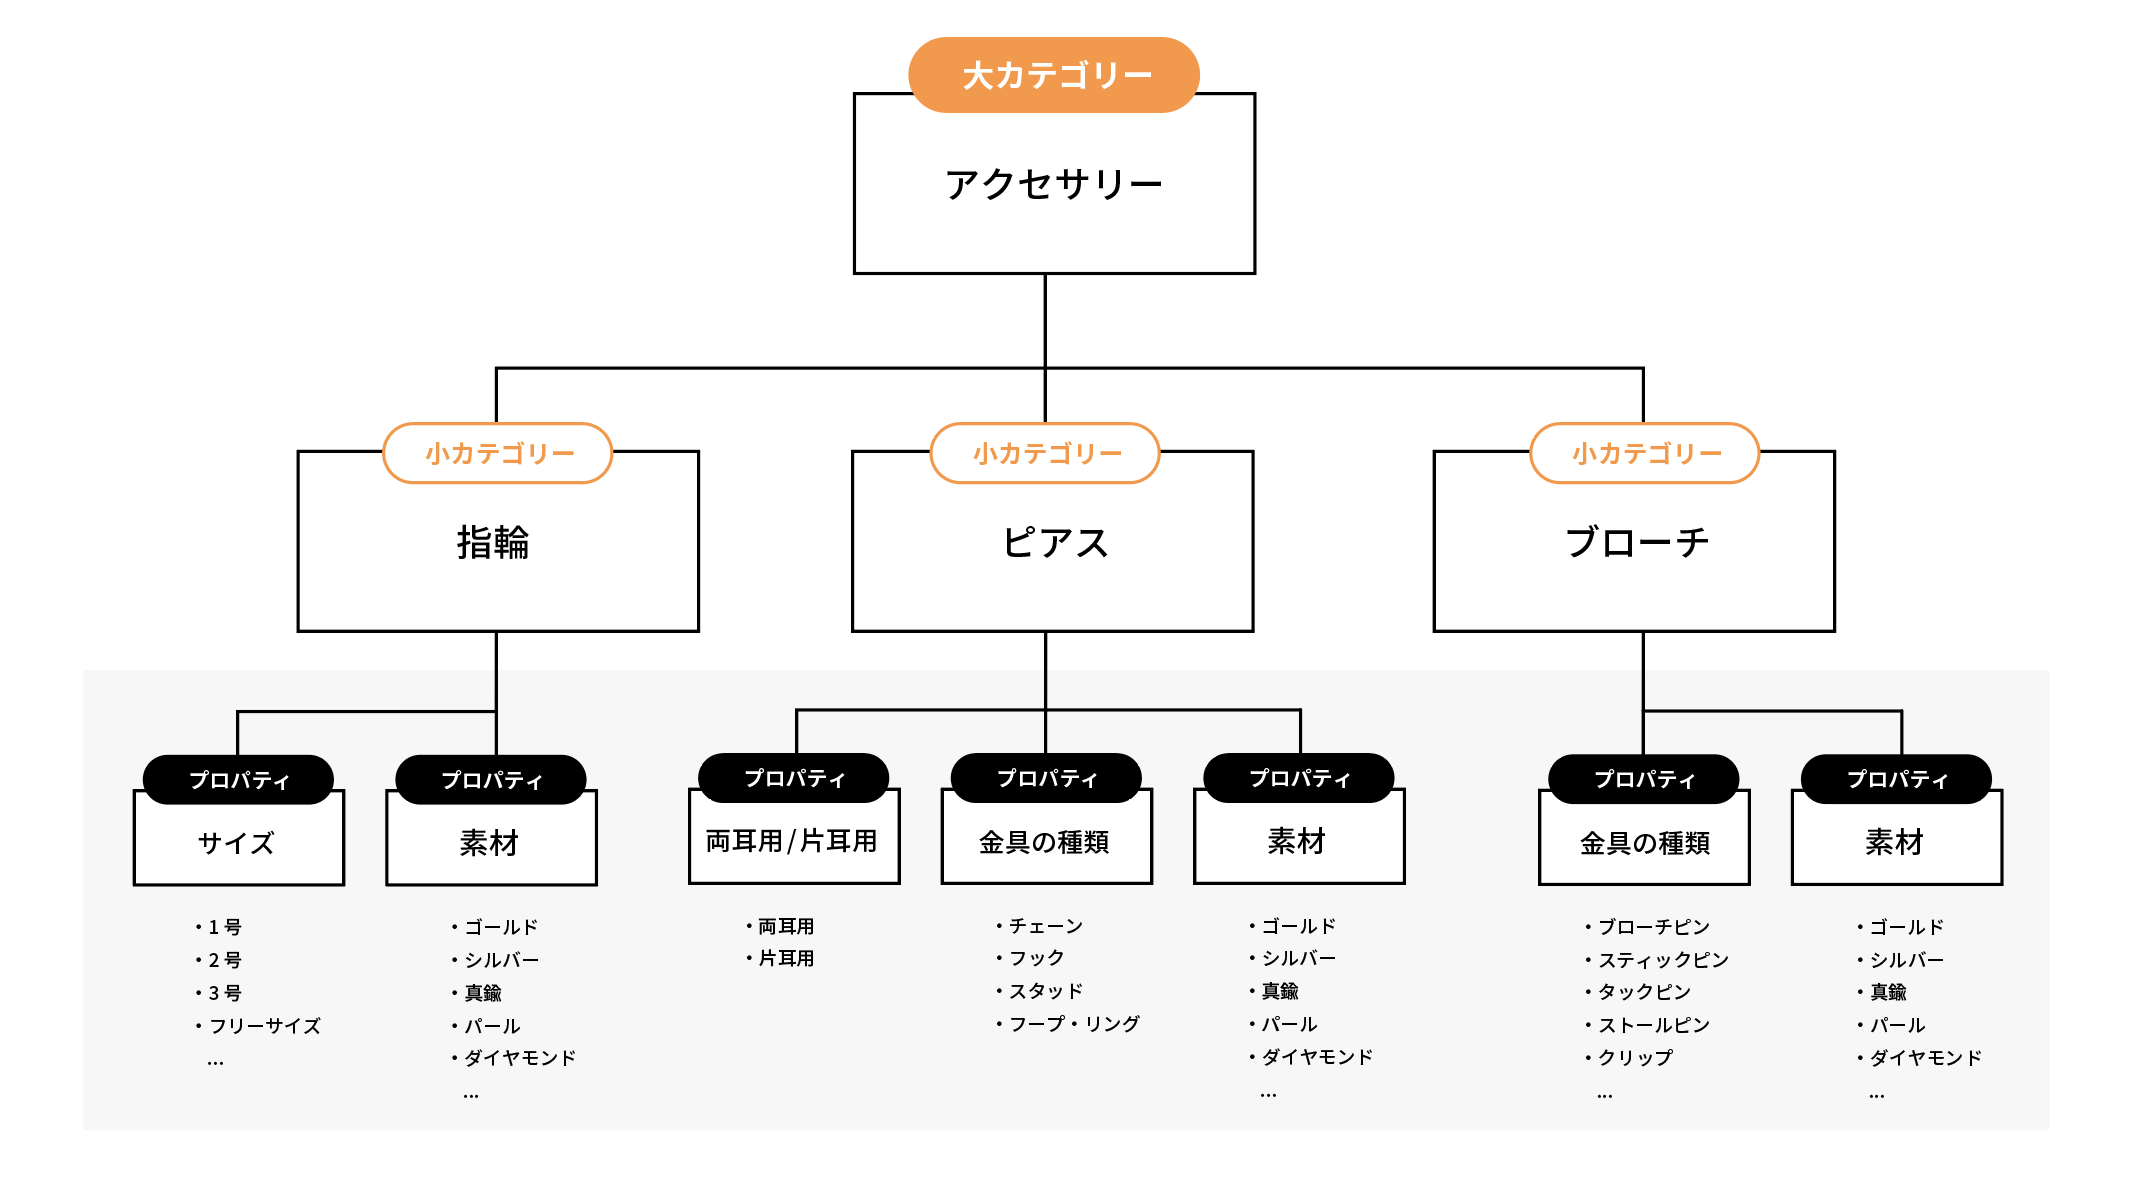 大カテゴリー
アクセサリー
小カテゴリー
指輪
小カテゴリー
ピアス
小カテゴリー
ブローチ
プロパティ
サイズ
・1 号
・2 号
・3 号
・フリーサイズ
...
プロパティ
素材
・ゴールド
・シルバー
・真鍮
・パール
・ダイヤモンド
...
プロパティ
両耳用/片耳用
・両耳用
・片耳用
プロパティ
金具の種類
・チェーン
・フック
・スタッド
・フープ・リング
プロパティ
素材
・ゴールド
・シルバー
・真鍮
・パール
・ダイヤモンド
...
プロパティ
金具の種類
・ブローチピン
・スティックピン
・タックピン
・ストールピン
・クリップ
...
プロパティ
素材
・ゴールド
・シルバー
・真鍮
・パール
・ダイヤモンド
...